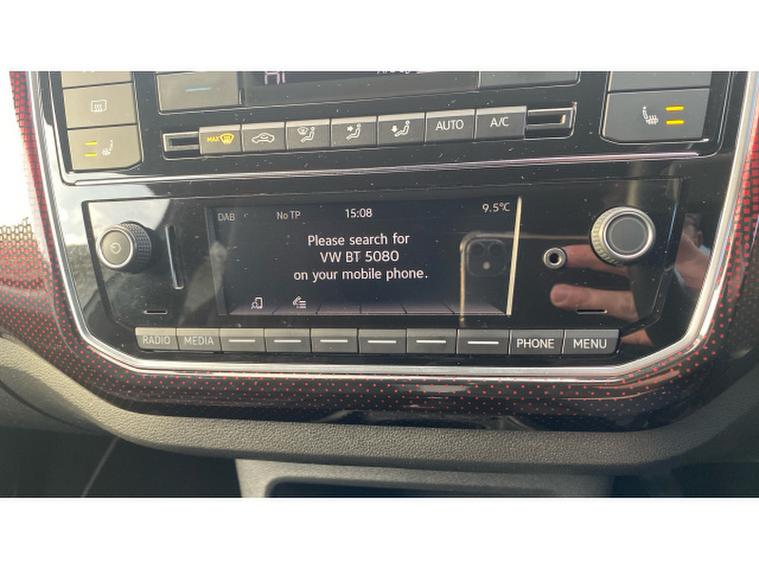 MAX
AUTO
A/C
DAB No TP 15:08 9.5°C
Please search for
VW BT 5080
on your mobile phone.
RADIO MEDIA PHONE MENU